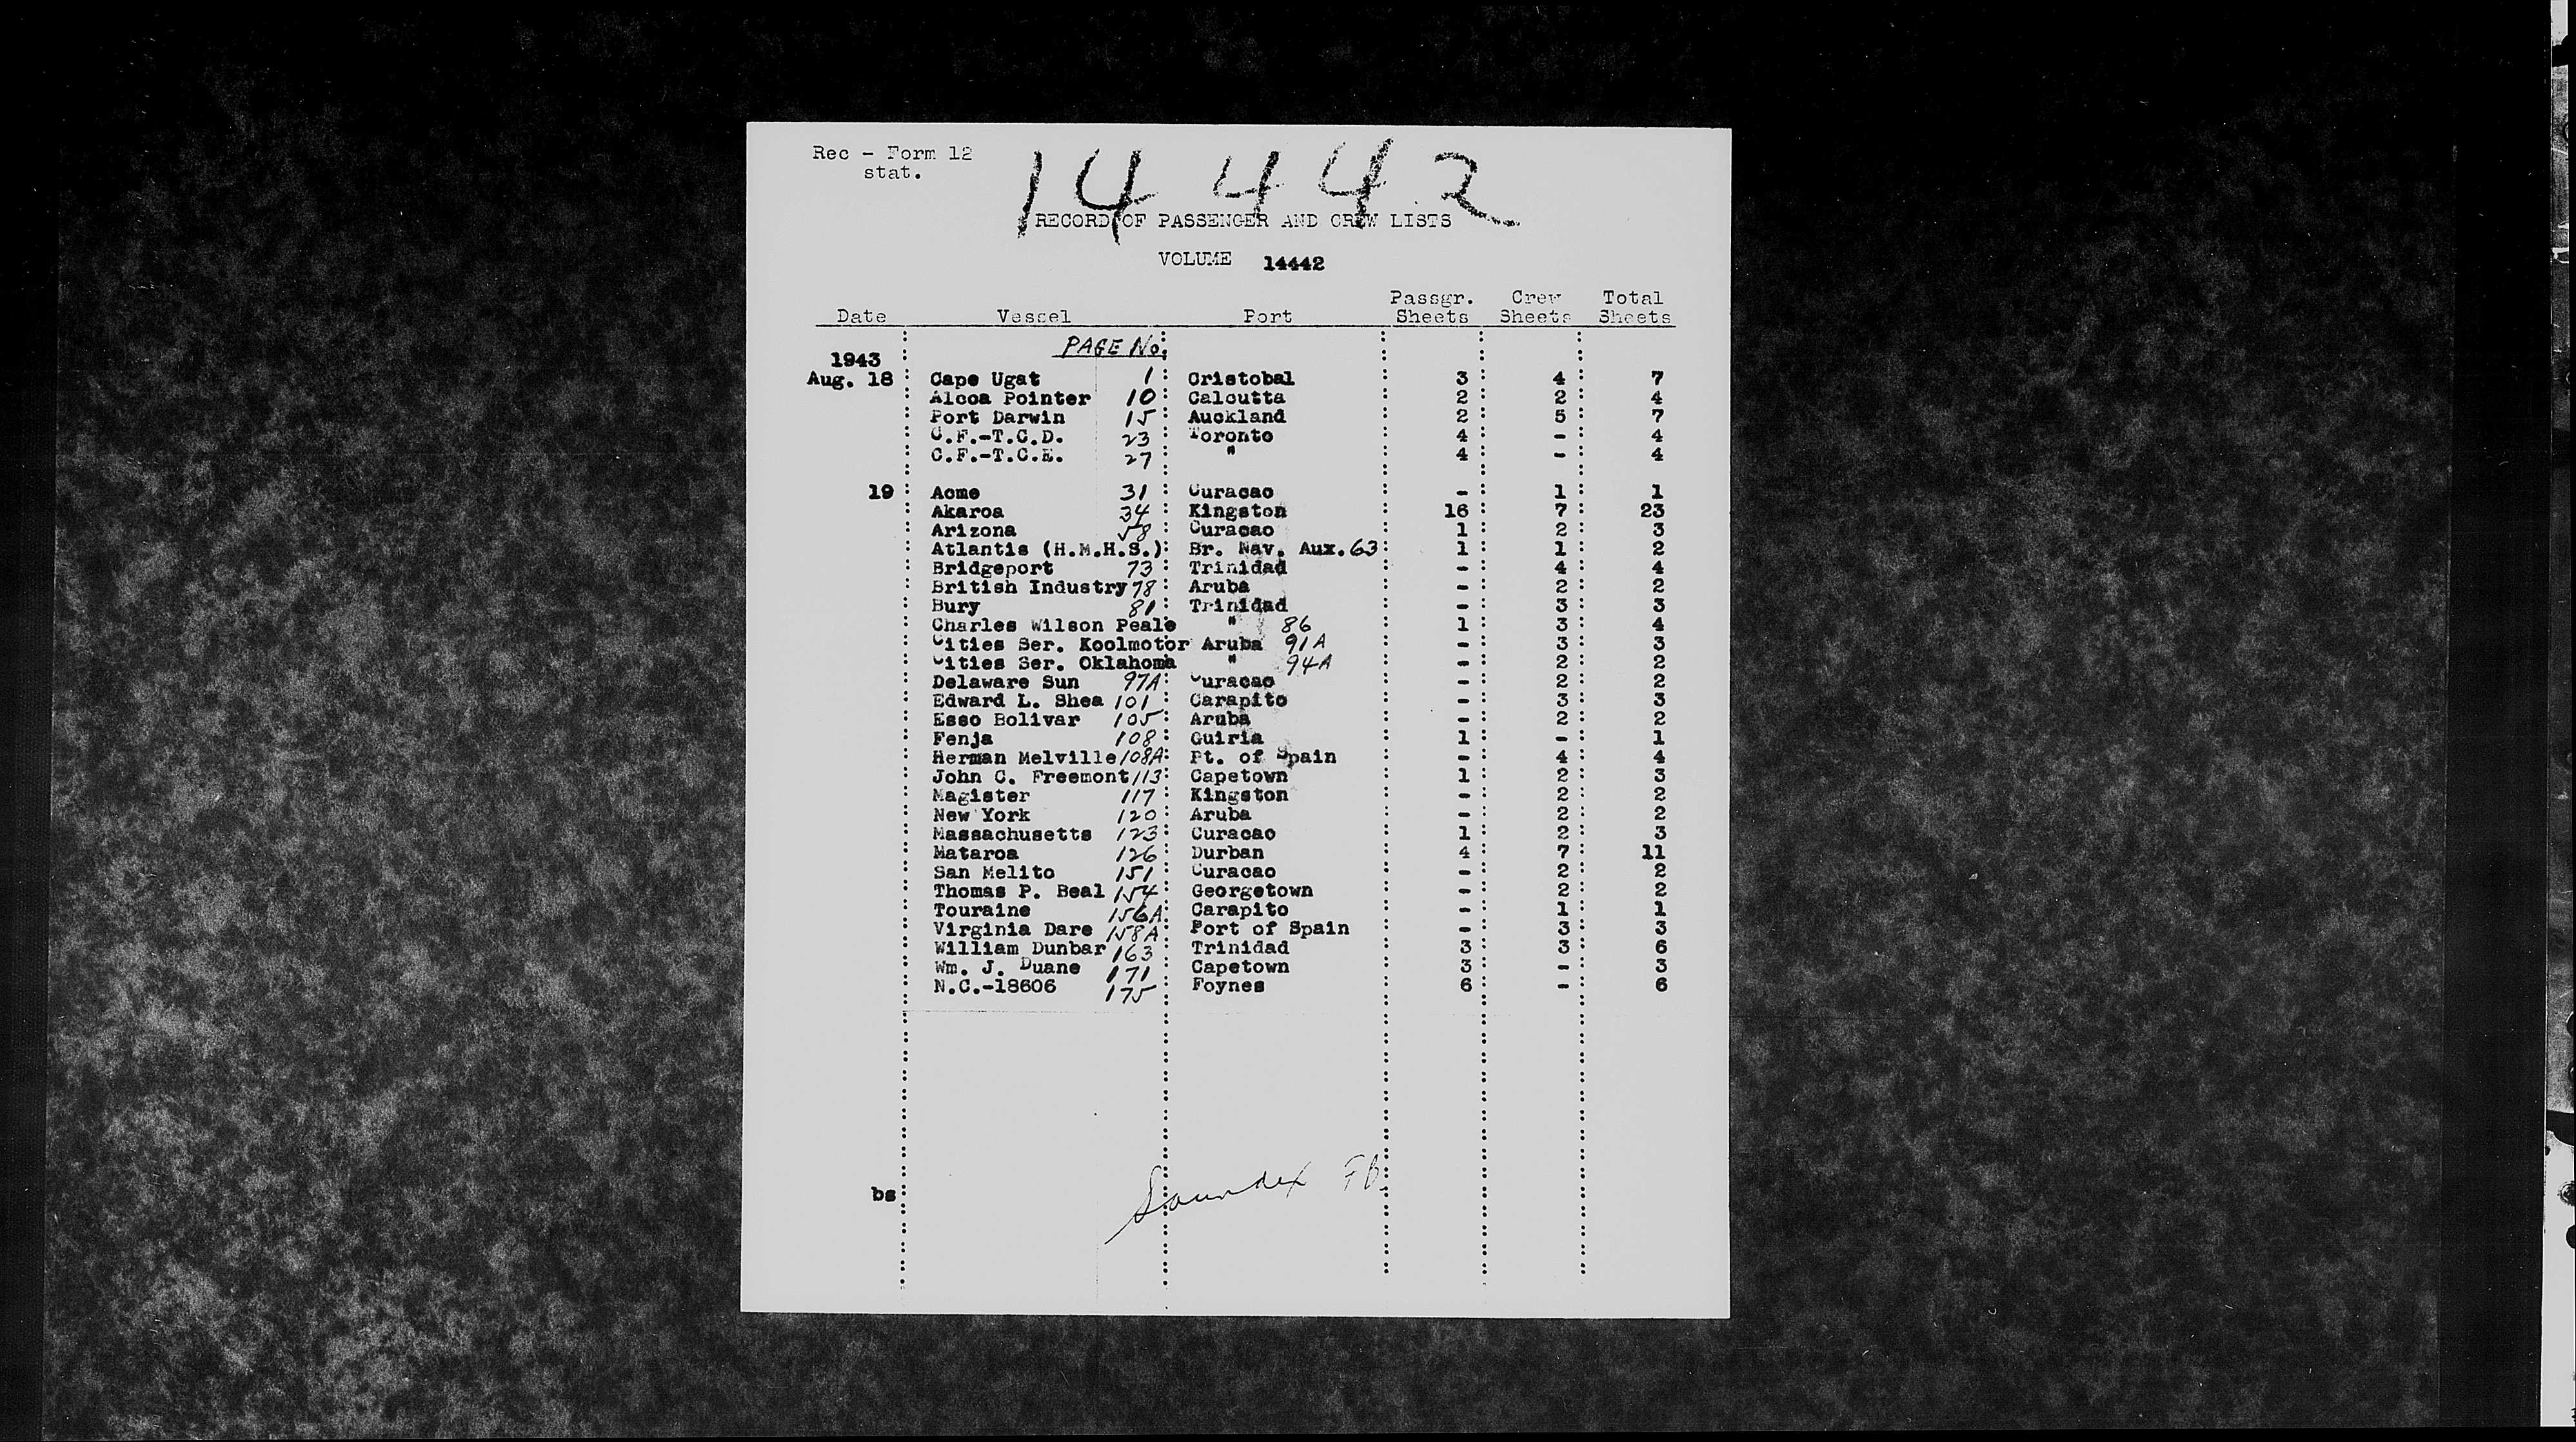 Rec - Form 12
stat.
14442
RECORD OF PASSENGER AND CREW LISTS
VOLUME 14442
Date Vessel Port Passgr. Sheets Crew Sheets Total Sheets
PAGE No.
1943
Aug. 18 Cape Ugat 1 Cristobal 3 4 7
Alcoa Pointer 10 Calcutta 2 2 4
Port Darwin 15 Auckland 2 5 7
C.F.-T.C.D. 23 Toronto 4 - 4
C.F.-T.C.E. 27 " 4 - 4
19 Acme 31 Curacao - 1 1
Akaroa 34 Kingston 16 7 23
Arizona 58 Curacao 1 2 3
Atlantis (H.M.H.S.) Br. Nav. Aux. 63 1 1 2
Bridgeport 73 Trinidad - 4 4
British Industry 78 Aruba - 2 2
Bury 81 Trinidad - 3 3
Charles Wilson Peale " 86 1 3 4
Cities Ser. Koolmotor Aruba 91A - 3 3
Cities Ser. Oklahoma " 94A - 2 2
Delaware Sun 97A Curacao - 2 2
Edward L. Shea 101 Carapito - 3 3
Esso Bolivar 105 Aruba - 2 2
Fenja 108 Guiria 1 - 1
Herman Melville 108A Pt. of Spain - 4 4
John C. Freemont 113 Capetown 1 2 3
Magister 117 Kingston - 2 2
New York 120 Aruba - 2 2
Massachusetts 123 Curacao 1 2 3
Mataroa 126 Durban 4 7 11
San Melito 151 Curacao - 2 2
Thomas P. Beal 154 Georgetown - 2 2
Touraine 156A Carapito - 1 1
Virginia Dare 158A Port of Spain - 3 3
William Dunbar 163 Trinidad 3 3 6
Wm. J. Duane 171 Capetown 3 - 3
N.C.-18606 175 Foynes 6 - 6
Soundex FB
bs